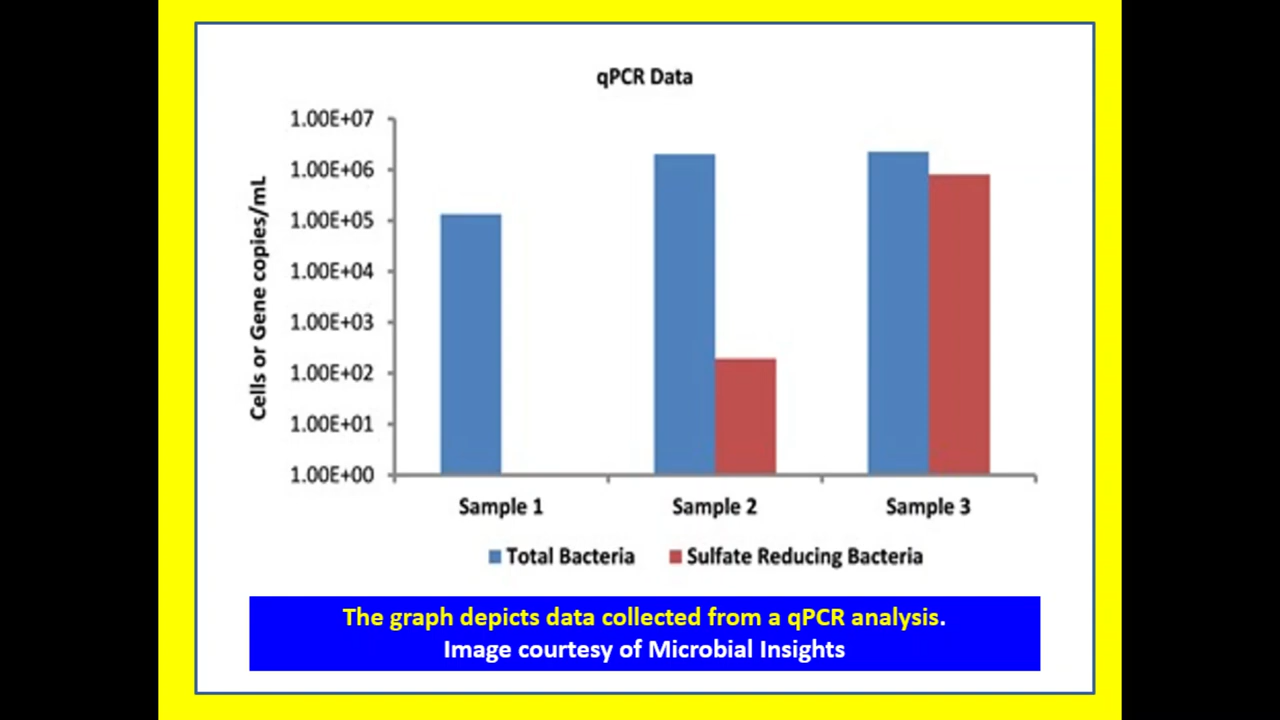 qPCR Data
1.00E+07
1.00E+06
1.00E+05
1.00E+04
1.00E+03
1.00E+02
1.00E+01
1.00E+00
Cells or Gene copies/mL
Sample 1 Sample 2 Sample 3
Total Bacteria Sulfate Reducing Bacteria
The graph depicts data collected from a qPCR analysis.
Image courtesy of Microbial Insights